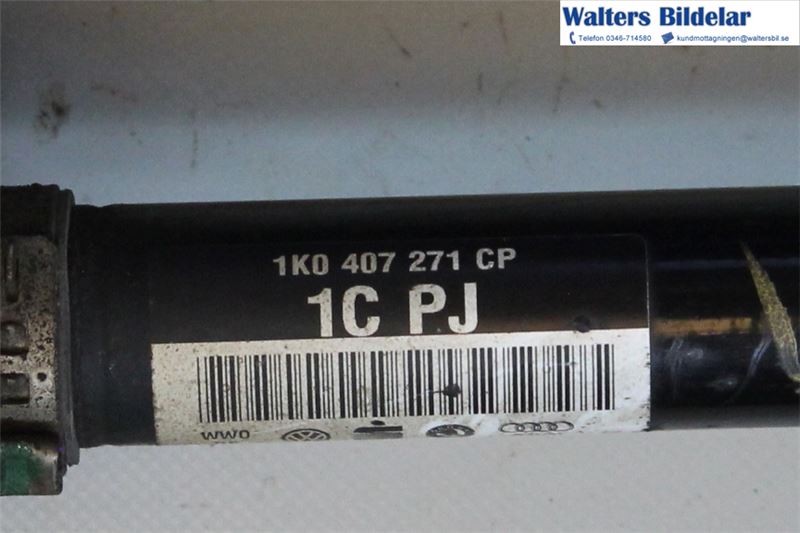 Walters Bildelar
Telefon 0346-714580 kundmottagningen@waltersbil.se
1K0 407 271 CP
1C PJ
WWO